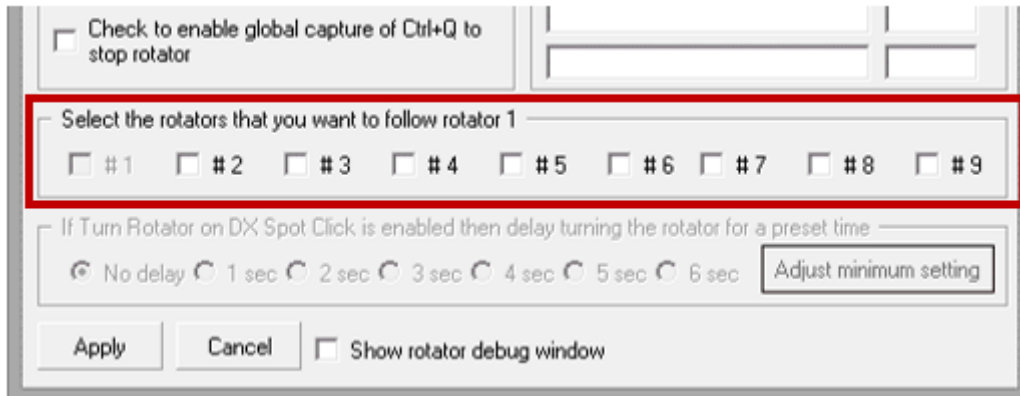 Check to enable global capture of Ctrl+Q to
stop rotator
Select the rotators that you want to follow rotator 1
#1 #2 #3 #4 #5 #6 #7 #8 #9
If Turn Rotator on DX Spot Click is enabled then delay turning the rotator for a preset time
No delay 1 sec 2 sec 3 sec 4 sec 5 sec 6 sec Adjust minimum setting
Apply Cancel Show rotator debug window